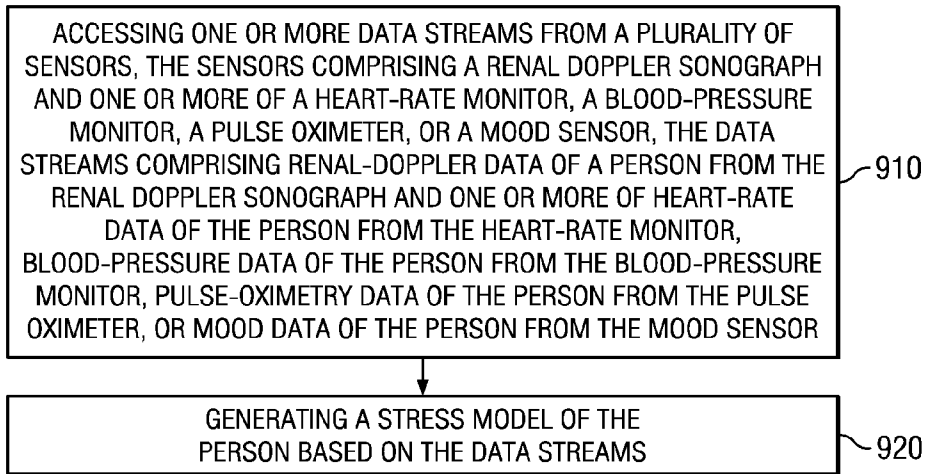 ACCESSING ONE OR MORE DATA STREAMS FROM A PLURALITY OF
SENSORS, THE SENSORS COMPRISING A RENAL DOPPLER SONOGRAPH
AND ONE OR MORE OF A HEART-RATE MONITOR, A BLOOD-PRESSURE
MONITOR, A PULSE OXIMETER, OR A MOOD SENSOR, THE DATA
STREAMS COMPRISING RENAL-DOPPLER DATA OF A PERSON FROM THE
RENAL DOPPLER SONOGRAPH AND ONE OR MORE OF HEART-RATE
DATA OF THE PERSON FROM THE HEART-RATE MONITOR,
BLOOD-PRESSURE DATA OF THE PERSON FROM THE BLOOD-PRESSURE
MONITOR, PULSE-OXIMETRY DATA OF THE PERSON FROM THE PULSE
OXIMETER, OR MOOD DATA OF THE PERSON FROM THE MOOD SENSOR
910
GENERATING A STRESS MODEL OF THE
PERSON BASED ON THE DATA STREAMS
920